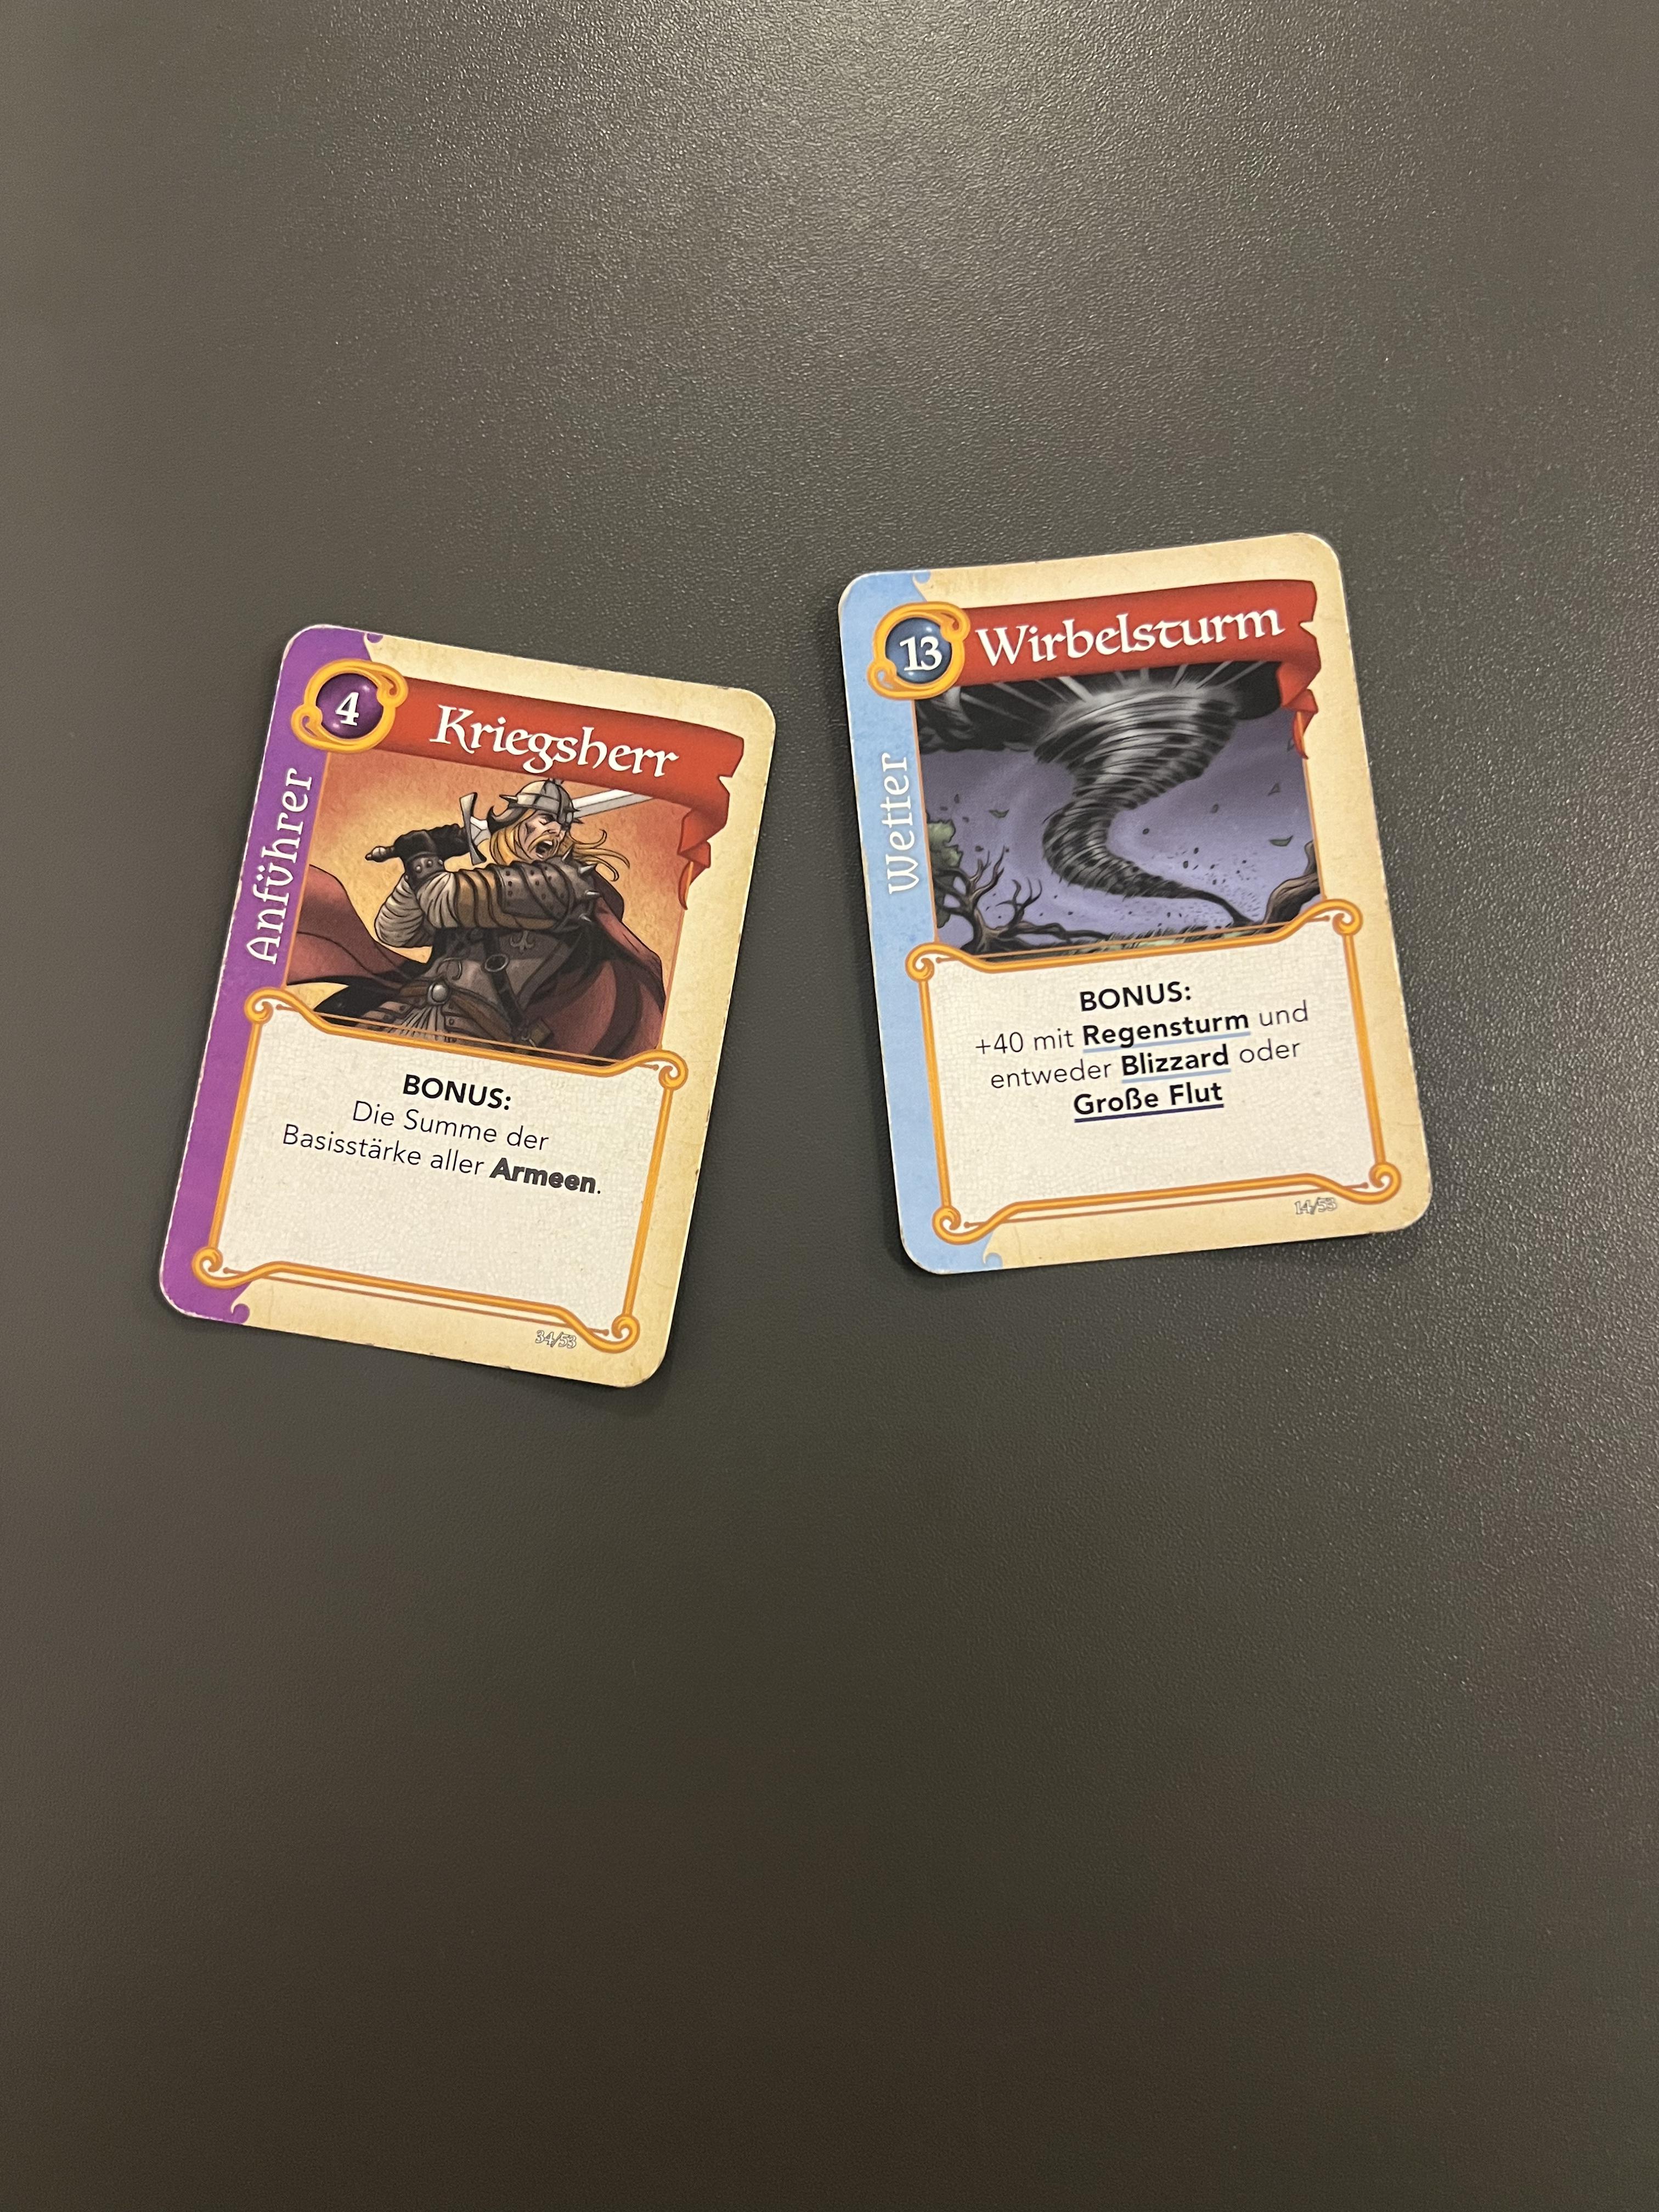 4
Kriegsherr
Anführer
BONUS:
Die Summe der
Basisstärke aller Armeen.
34/53
13
Wirbelsturm
Wetter
BONUS:
+40 mit Regensturm und
entweder Blizzard oder
Große Flut
14/53